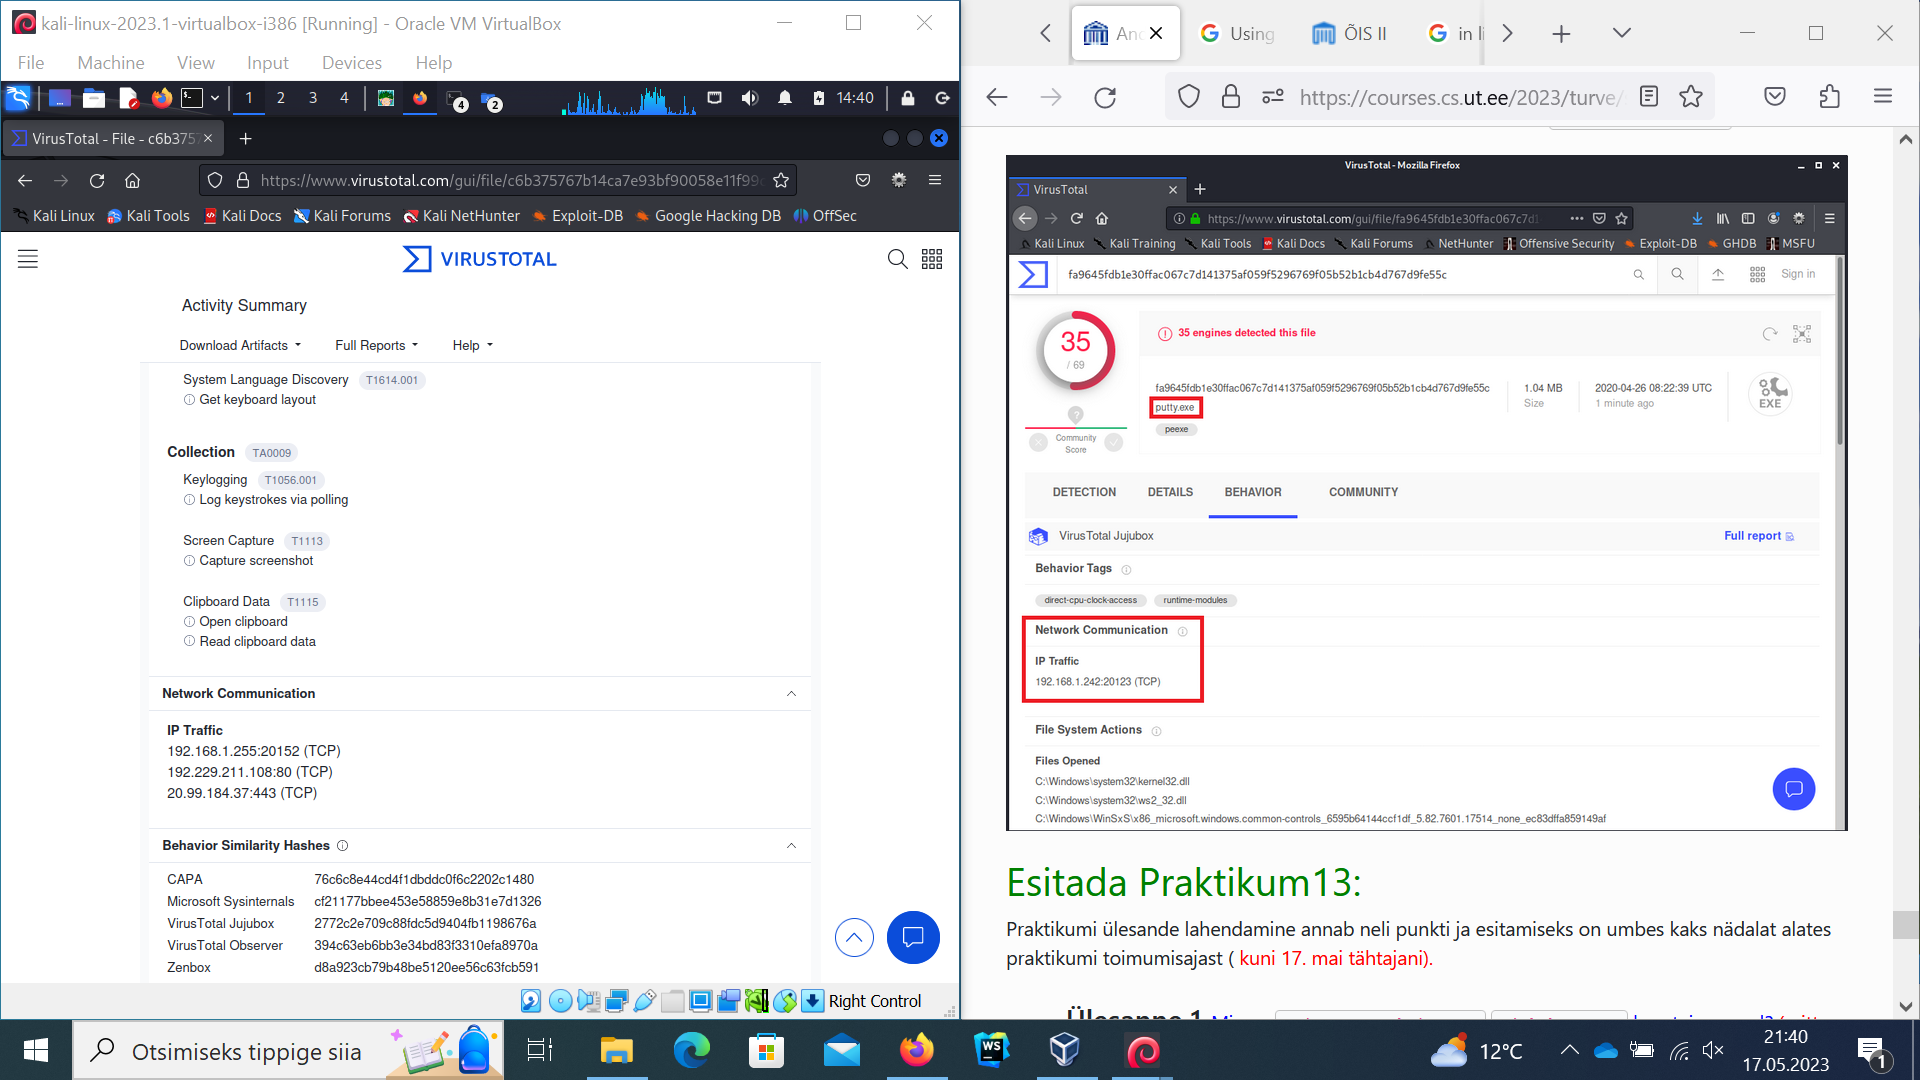 kali-linux-2023.1-virtualbox-i386 [Running] - Oracle VM VirtualBox
File Machine View Input Devices Help
1 2 3 4 4 2 14:40
VirusTotal - File - c6b3757
https://www.virustotal.com/gui/file/c6b375767b14ca7e93bf90058e11f99c
Kali Linux Kali Tools Kali Docs Kali Forums Kali NetHunter Exploit-DB Google Hacking DB OffSec
VIRUSTOTAL
Activity Summary
Download Artifacts Full Reports Help
System Language Discovery T1614.001
Get keyboard layout
Collection TA0009
Keylogging T1056.001
Log keystrokes via polling
Screen Capture T1113
Capture screenshot
Clipboard Data T1115
Open clipboard
Read clipboard data
Network Communication
IP Traffic
192.168.1.255:20152 (TCP)
192.229.211.108:80 (TCP)
20.99.184.37:443 (TCP)
Behavior Similarity Hashes
CAPA 76c6c8e44cd4f1dbddc0f6c2202c1480
Microsoft Sysinternals cf21177bbee453e58859e8b31e7d1326
VirusTotal Jujubox 2772c2e709c88fdc5d9404fb1198676a
VirusTotal Observer 394c63eb6bb3e34bd83f3310efa8970a
Zenbox d8a923cb79b48be5120ee56c63fcb591
Right Control
And Using ÕIS II in li
https://courses.cs.ut.ee/2023/turve/
VirusTotal - Mozilla Firefox
VirusTotal
https://www.virustotal.com/gui/file/fa9645fdb1e30ffac067c7d1
Kali Linux Kali Training Kali Tools Kali Docs Kali Forums NetHunter Offensive Security Exploit-DB GHDB MSFU
fa9645fdb1e30ffac067c7d141375af059f5296769f05b52b1cb4d767d9fe55c Sign in
35
/ 69
35 engines detected this file
fa9645fdb1e30ffac067c7d141375af059f5296769f05b52b1cb4d767d9fe55c
putty.exe
peexe
1.04 MB
Size
2020-04-26 08:22:39 UTC
1 minute ago
EXE
?
Community
Score
DETECTION DETAILS BEHAVIOR COMMUNITY
VirusTotal Jujubox Full report
Behavior Tags
direct-cpu-clock-access runtime-modules
Network Communication
IP Traffic
192.168.1.242:20123 (TCP)
File System Actions
Files Opened
C:\Windows\system32\kernel32.dll
C:\Windows\system32\ws2_32.dll
C:\Windows\WinSxS\x86_microsoft.windows.common-controls_6595b64144ccf1df_5.82.7601.17514_none_ec83dffa859149af
Esitada Praktikum13:
Praktikumi ülesande lahendamine annab neli punkti ja esitamiseks on umbes kaks nädalat alates
praktikumi toimumisajast ( kuni 17. mai tähtajani).
Ülesanne 1
Otsimiseks tippige siia
WS
12°C
21:40
17.05.2023
1